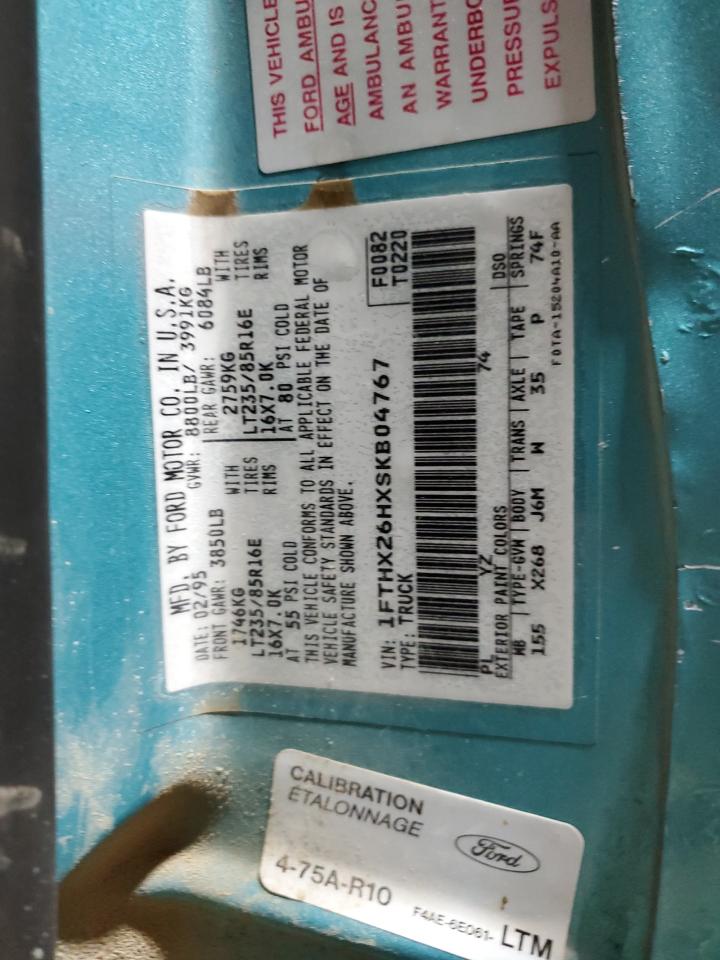 THIS VEHICLE
FORD AMBU
AGE AND IS
AMBULANC
AN AMBU
WARRANT
UNDERBO
PRESSUR
EXPULS
MFD. BY FORD MOTOR CO. IN U.S.A.
DATE: 02/95 GVWR: 8800LB/ 3991KG
FRONT GAWR: 3850LB REAR GAWR: 6084LB
1746KG WITH 2759KG WITH
LT235/85R16E TIRES LT235/85R16E TIRES
16X7.0K RIMS 16X7.0K RIMS
AT 55 PSI COLD AT 80 PSI COLD
THIS VEHICLE CONFORMS TO ALL APPLICABLE FEDERAL MOTOR
VEHICLE SAFETY STANDARDS IN EFFECT ON THE DATE OF
MANUFACTURE SHOWN ABOVE.
F0082
VIN: 1FTHX26HXSKB04767
TYPE: TRUCK T0220
PL YZ 74
EXTERIOR PAINT COLORS DSO
WB TYPE-GVW BODY TRANS AXLE TAPE SPRINGS
155 X268 J6M W 35 P 74F
F0TA-15204A10-AA
CALIBRATION
ÉTALONNAGE
Ford
4-75A-R10
F4AE-6E061- LTM